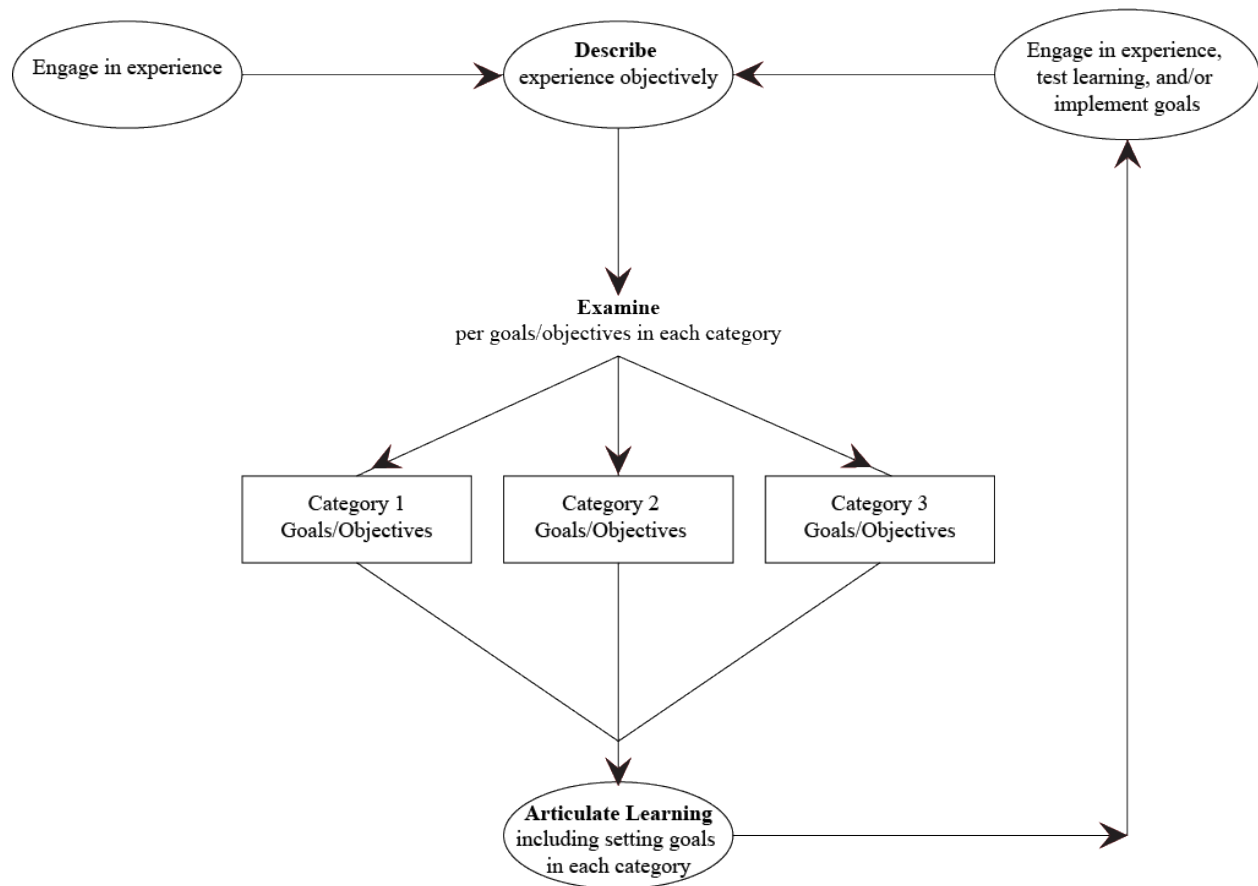 Engage in experience
Describe
experience objectively
Engage in experience,
test learning, and/or
implement goals
Examine
per goals/objectives in each category
Category 1
Goals/Objectives
Category 2
Goals/Objectives
Category 3
Goals/Objectives
Articulate Learning
including setting goals
in each category